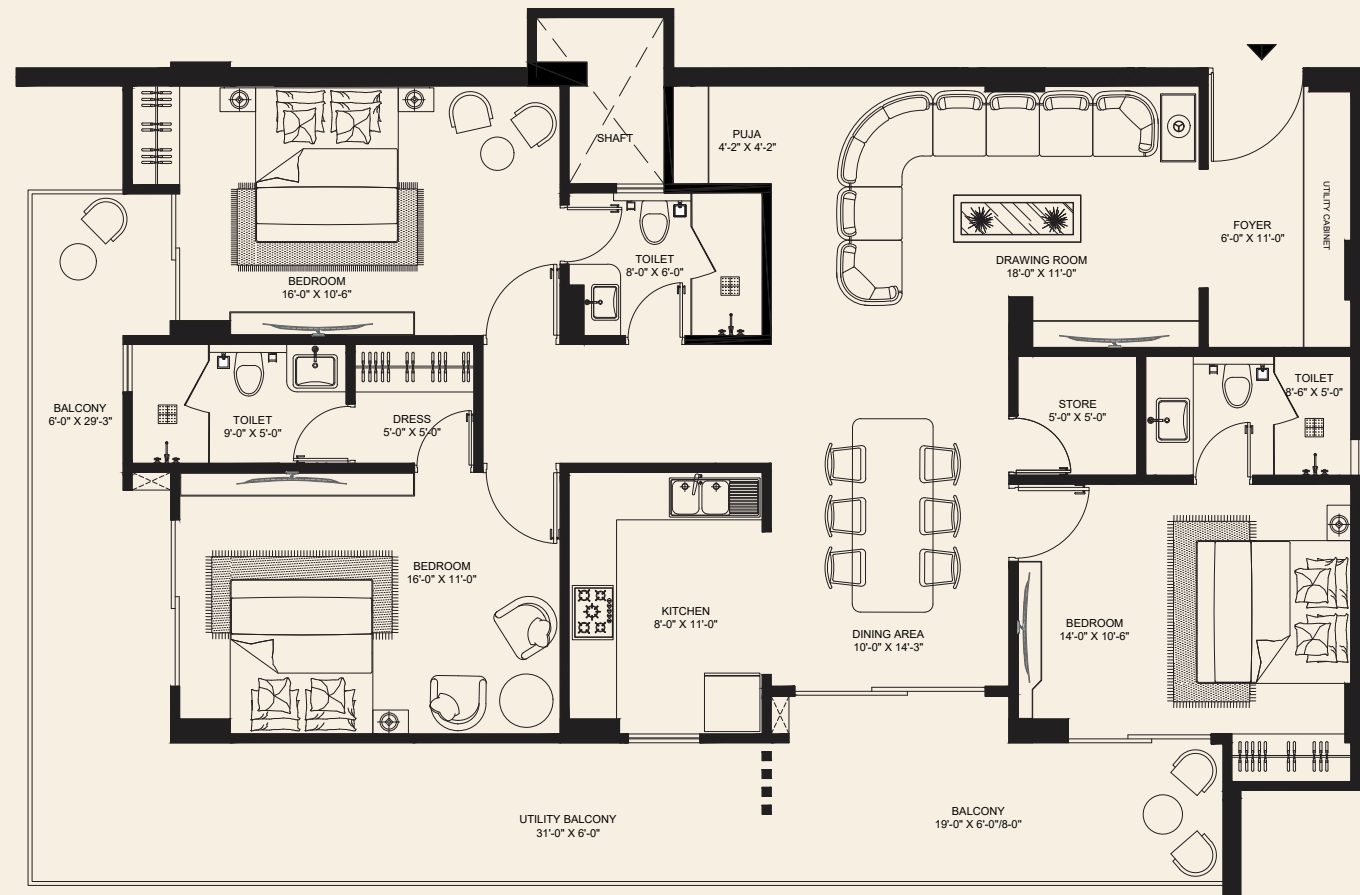 SHAFT
PUJA
4'-2" X 4'-2"
UTILITY CABINET
FOYER
6'-0" X 11'-0"
DRAWING ROOM
18'-0" X 11'-0"
TOILET
8'-0" X 6'-0"
BEDROOM
16'-0" X 10'-6"
BALCONY
6'-0" X 29'-3"
TOILET
9'-0" X 5'-0"
DRESS
5'-0" X 5'-0"
STORE
5'-0" X 5'-0"
TOILET
8'-6" X 5'-0"
BEDROOM
16'-0" X 11'-0"
KITCHEN
8'-0" X 11'-0"
DINING AREA
10'-0" X 14'-3"
BEDROOM
14'-0" X 10'-6"
UTILITY BALCONY
31'-0" X 6'-0"
BALCONY
19'-0" X 6'-0"/8-0"